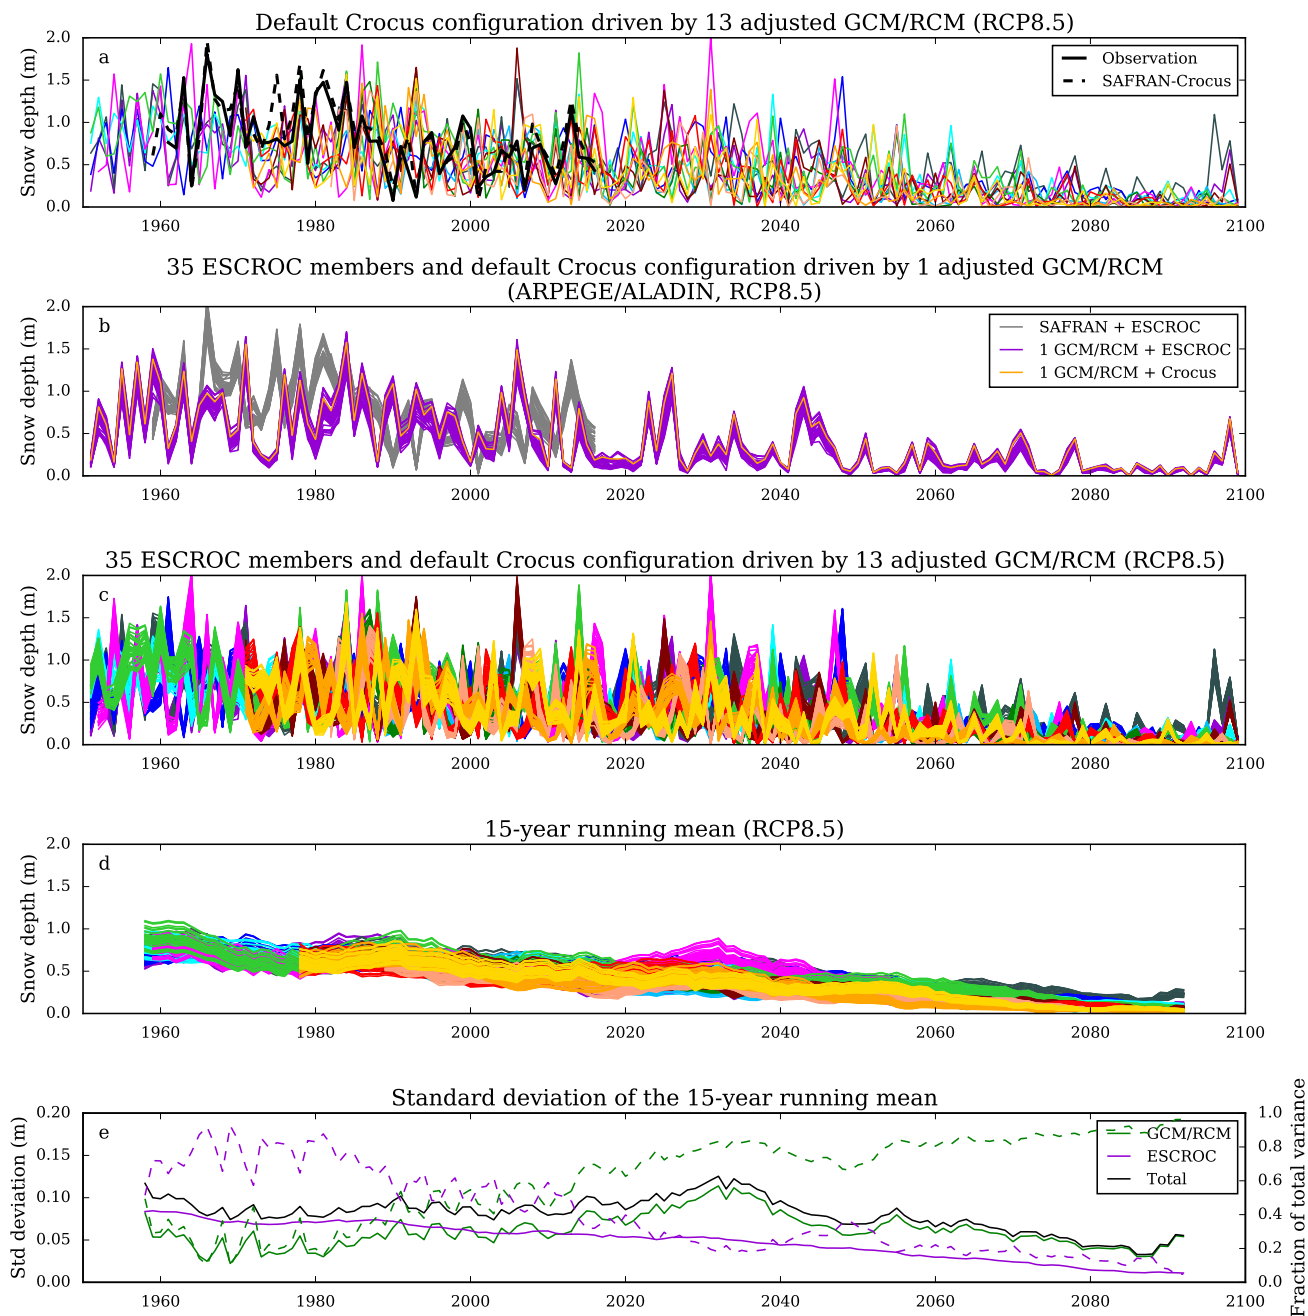 Default Crocus configuration driven by 13 adjusted GCM/RCM (RCP8.5)
Snow depth (m)
2.0
1.5
1.0
0.5
0.0
a
Observation
SAFRAN-Crocus
1960 1980 2000 2020 2040 2060 2080 2100
35 ESCROC members and default Crocus configuration driven by 1 adjusted GCM/RCM
(ARPEGE/ALADIN, RCP8.5)
Snow depth (m)
2.0
1.5
1.0
0.5
0.0
b
SAFRAN + ESCROC
1 GCM/RCM + ESCROC
1 GCM/RCM + Crocus
1960 1980 2000 2020 2040 2060 2080 2100
35 ESCROC members and default Crocus configuration driven by 13 adjusted GCM/RCM (RCP8.5)
Snow depth (m)
2.0
1.5
1.0
0.5
0.0
c
1960 1980 2000 2020 2040 2060 2080 2100
15-year running mean (RCP8.5)
Snow depth (m)
2.0
1.5
1.0
0.5
0.0
d
1960 1980 2000 2020 2040 2060 2080 2100
Standard deviation of the 15-year running mean
Std deviation (m)
0.20
0.15
0.10
0.05
0.00
e
GCM/RCM
ESCROC
Total
1.0
0.8
0.6
0.4
0.2
0.0
Fraction of total variance
1960 1980 2000 2020 2040 2060 2080 2100